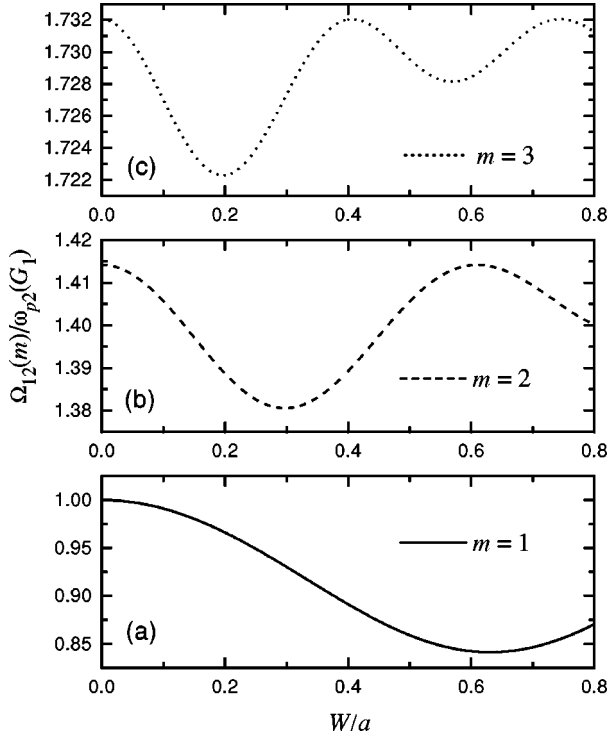 1.732
1.730
1.728
1.726
1.724
1.722
(c)
m = 3
0.0 0.2 0.4 0.6 0.8
Ω12(m)/ωp2(G1)
1.42
1.41
1.40
1.39
1.38
(b)
m = 2
0.0 0.2 0.4 0.6 0.8
1.00
0.95
0.90
0.85
(a)
m = 1
0.0 0.2 0.4 0.6 0.8
W/a